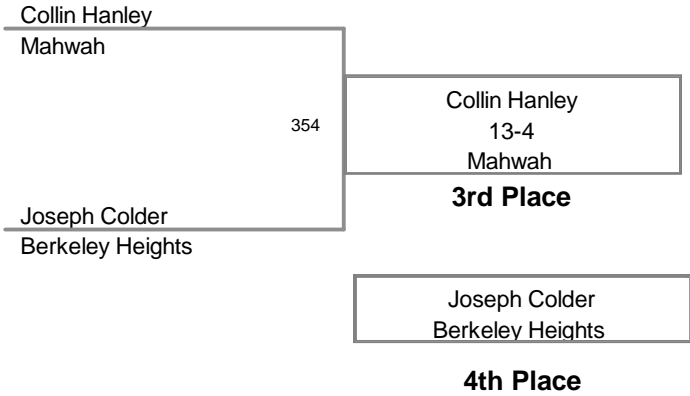 Collin Hanley
Mahwah
354
Collin Hanley
13-4
Mahwah
3rd Place
Joseph Colder
Berkeley Heights
Joseph Colder
Berkeley Heights
4th Place